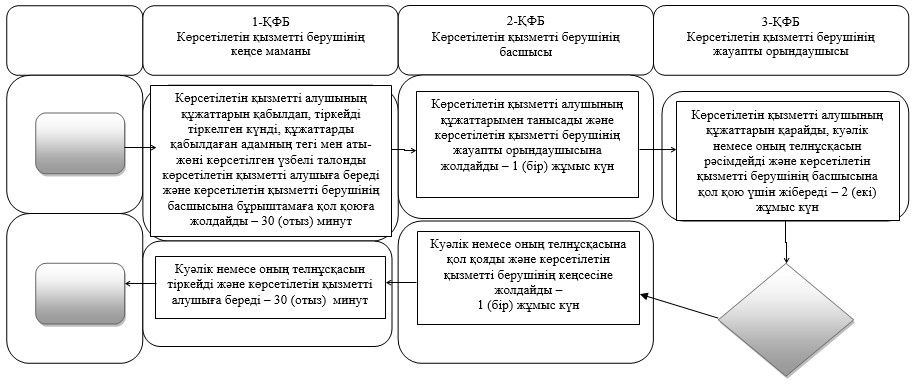 1-ҚФБ
Көрсетілетін қызметті берушінің
кеңсе маманы
2-ҚФБ
Көрсетілетін қызметті берушінің
басшысы
3-ҚФБ
Көрсетілетін қызметті берушінің
жауапты орындаушысы
Көрсетілетін қызметті алушының
құжаттарын қабылдап, тіркейді
тіркелген күнді, құжаттарды
қабылдаған адамның тегі мен аты-
жөні көрсетілген үзбелі талонды
көрсетілетін қызметті алушыға береді
және көрсетілетін қызметті берушінің
басшысына бұрыштамаға қол қоюға
жолдайды – 30 (отыз) минут
Көрсетілетін қызметті алушының
құжаттарымен танысады және
көрсетілетін қызметті берушінің
жауапты орындаушысына
жолдайды – 1 (бір) жұмыс күн
Көрсетілетін қызметті алушының
құжаттарын қарайды, куәлік
немесе оның телнұсқасын
рәсімдейді және көрсетілетін
қызметті берушінің басшысына
қол қою үшін жібереді – 2 (екі)
жұмыс күн
Куәлік немесе оның телнұсқасын
тіркейді және көрсетілетін қызметті
алушыға береді – 30 (отыз) минут
Куәлік немесе оның телнұсқасына
қол қояды және көрсетілетін
қызметті берушінің кеңсесіне
жолдайды –
1 (бір) жұмыс күн